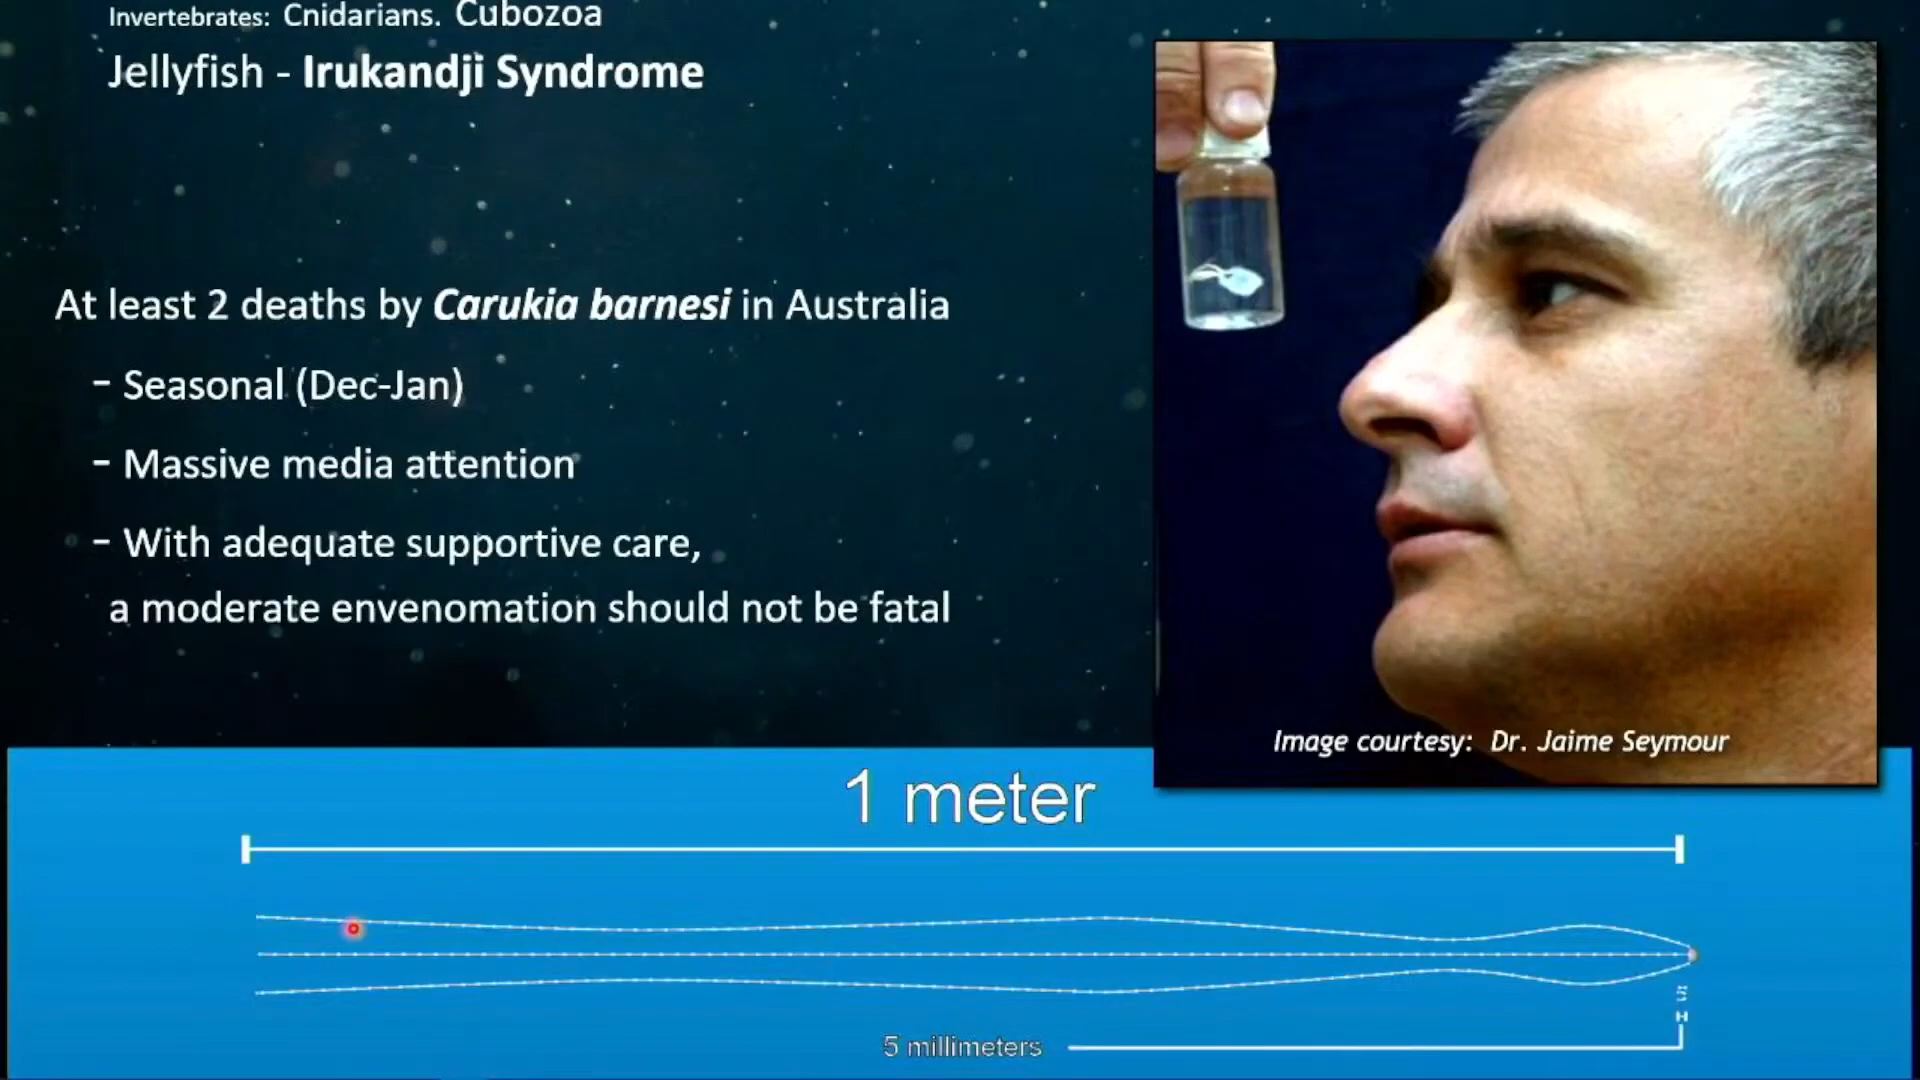 Invertebrates: Cnidarians. Cubozoa
Jellyfish - Irukandji Syndrome
At least 2 deaths by Carukia barnesi in Australia
- Seasonal (Dec-Jan)
- Massive media attention
- With adequate supportive care,
a moderate envenomation should not be fatal
Image courtesy: Dr. Jaime Seymour
1 meter
5 millimeters